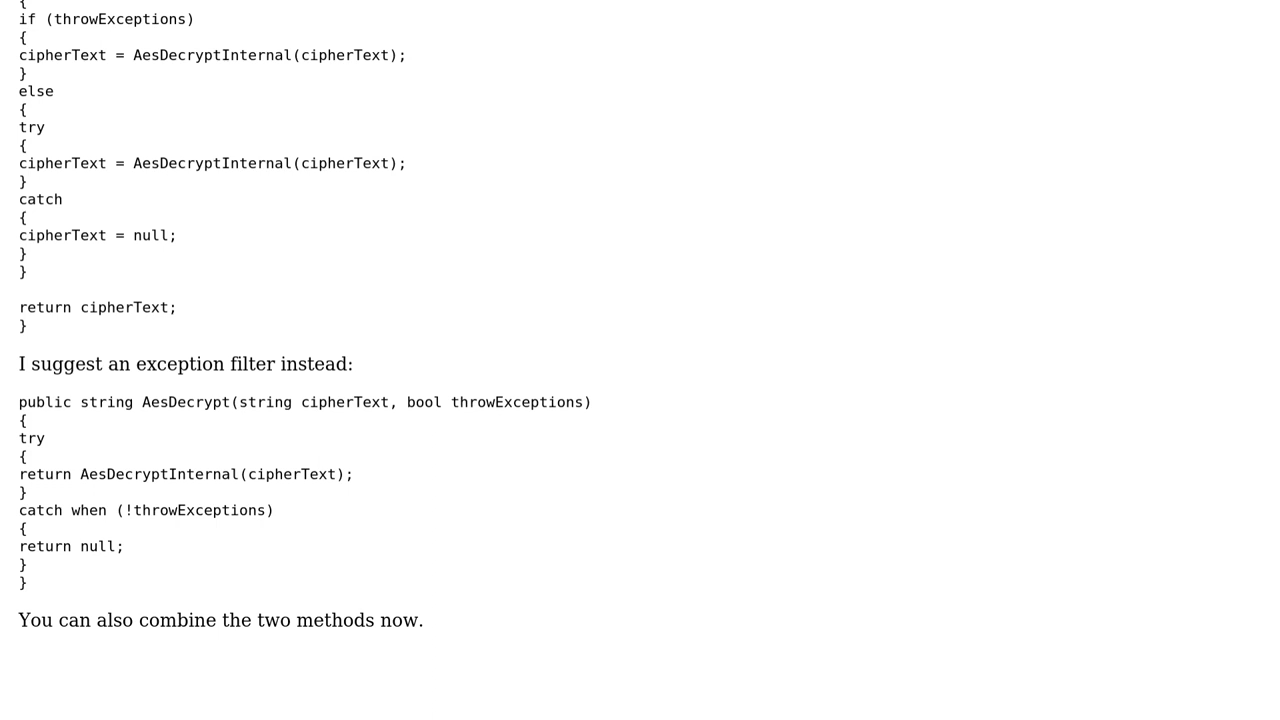 {
if (throwExceptions)
{
cipherText = AesDecryptInternal(cipherText);
}
else
{
try
{
cipherText = AesDecryptInternal(cipherText);
}
catch
{
cipherText = null;
}
}

return cipherText;
}

I suggest an exception filter instead:

public string AesDecrypt(string cipherText, bool throwExceptions)
{
try
{
return AesDecryptInternal(cipherText);
}
catch when (!throwExceptions)
{
return null;
}
}

You can also combine the two methods now.